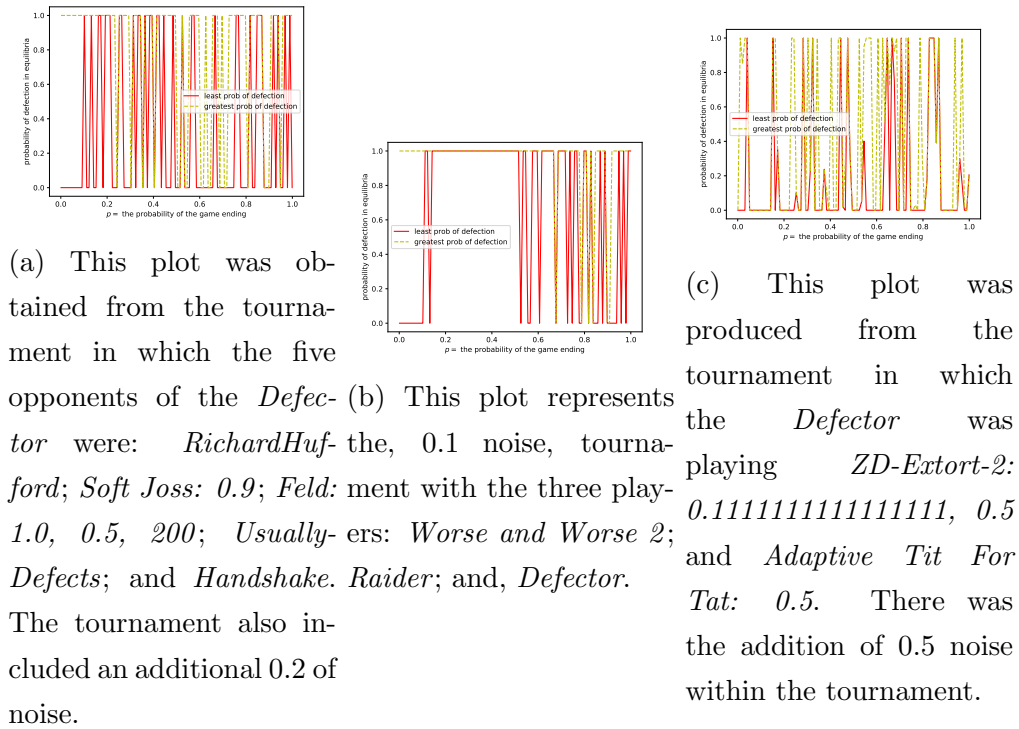 1.0
0.8
0.6
0.4
0.2
0.0
probability of defection in equilibria
least prob of defection
greatest prob of defection
0.0 0.2 0.4 0.6 0.8 1.0
p = the probability of the game ending
(a) This plot was ob-
tained from the tourna-
ment in which the five
opponents of the Defec-
tor were: RichardHuf-
ford; Soft Joss: 0.9; Feld:
1.0, 0.5, 200; Usually-
Defects; and Handshake.
The tournament also in-
cluded an additional 0.2 of
noise.
1.0
0.8
0.6
0.4
0.2
0.0
probability of defection in equilibria
least prob of defection
greatest prob of defection
0.0 0.2 0.4 0.6 0.8 1.0
p = the probability of the game ending
(b) This plot represents
the, 0.1 noise, tourna-
ment with the three play-
ers: Worse and Worse 2;
Raider; and, Defector.
1.0
0.8
0.6
0.4
0.2
0.0
probability of defection in equilibria
least prob of defection
greatest prob of defection
0.0 0.2 0.4 0.6 0.8 1.0
p = the probability of the game ending
(c) This plot was
produced from the
tournament in which
the Defector was
playing ZD-Extort-2:
0.1111111111111111, 0.5
and Adaptive Tit For
Tat: 0.5. There was
the addition of 0.5 noise
within the tournament.